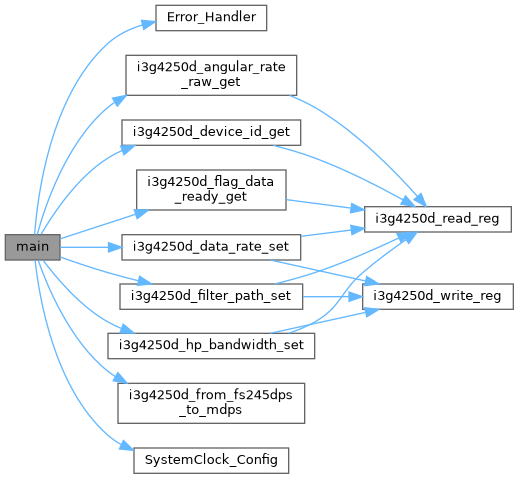 main
Error_Handler
i3g4250d_angular_rate
_raw_get
i3g4250d_device_id_get
i3g4250d_flag_data
_ready_get
i3g4250d_data_rate_set
i3g4250d_filter_path_set
i3g4250d_hp_bandwidth_set
i3g4250d_from_fs245dps
_to_mdps
SystemClock_Config
i3g4250d_read_reg
i3g4250d_write_reg